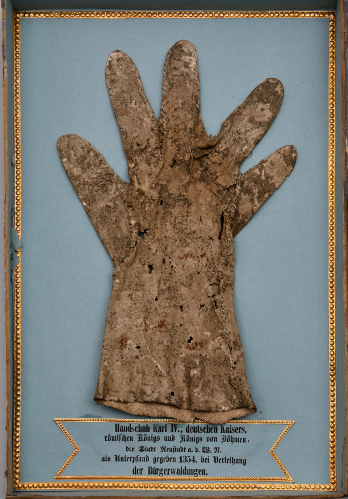 Handschuh Karl IV., deutschen Kaisers,
römischen Königs und Königs von Böhmen,
der Stadt Neustadt a. d. W. N.
als Unterpfand gegeben 1354, bei Verleihung
der Bürgerwaldungen.